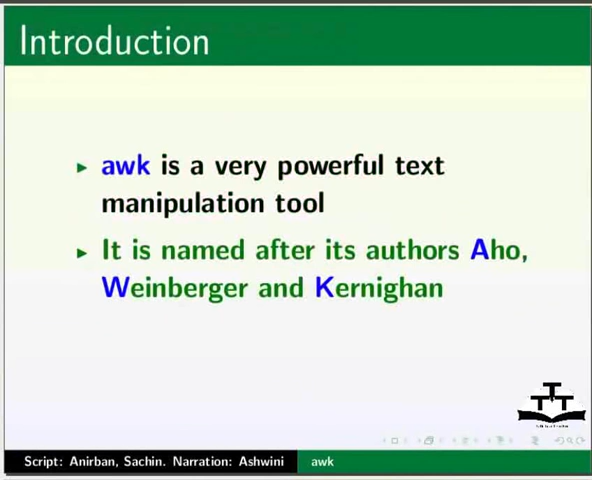 Introduction
awk is a very powerful text
manipulation tool
It is named after its authors Aho,
Weinberger and Kernighan
TTT
Script: Anirban, Sachin. Narration: Ashwini
awk